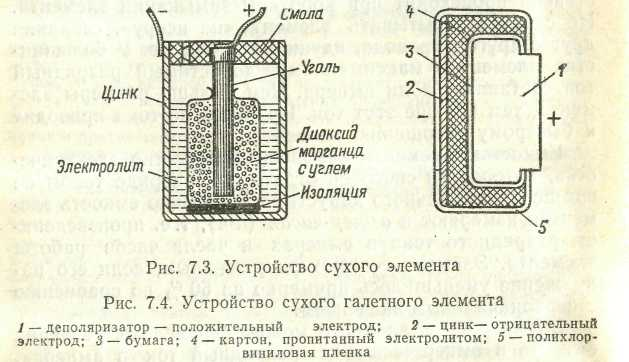 Смола
Уголь
Цинк
Диоксид
марганца
с углем
Электролит
Изоляция
4
3
2
1
5
Рис. 7.3. Устройство сухого элемента
Рис. 7.4. Устройство сухого галетного элемента
1 — деполяризатор — положительный электрод; 2 — цинк — отрицательный
электрод; 3 — бумага; 4 — картон, пропитанный электролитом; 5 — полихлор-
виниловая пленка